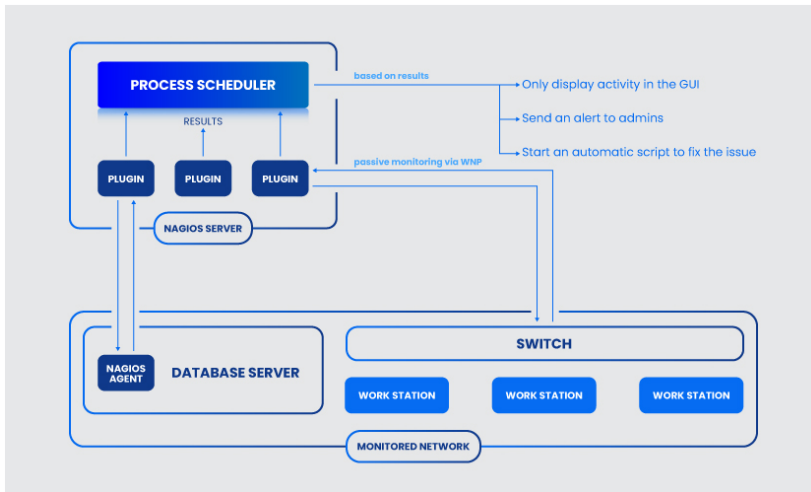 PROCESS SCHEDULER
based on results
Only display activity in the GUI
RESULTS
Send an alert to admins
Start an automatic script to fix the issue
passive monitoring via WNP
PLUGIN
PLUGIN
PLUGIN
NAGIOS SERVER
SWITCH
NAGIOS
AGENT
DATABASE SERVER
WORK STATION
WORK STATION
WORK STATION
MONITORED NETWORK